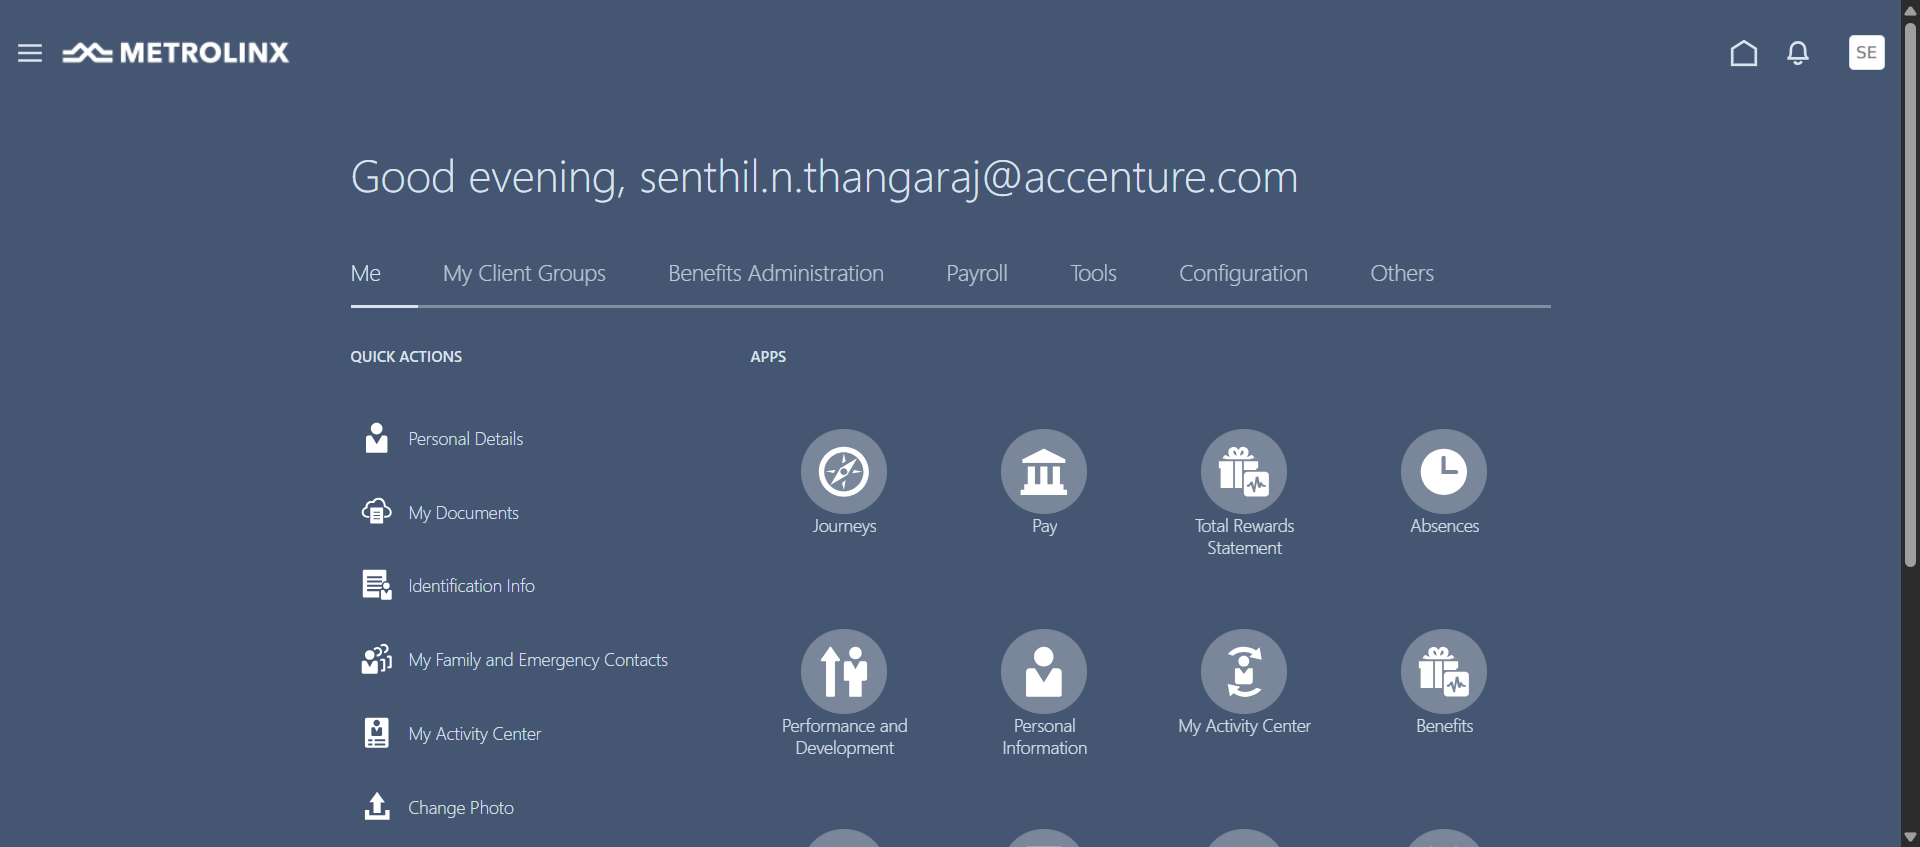 METROLINX
SE
Good evening, senthil.n.thangaraj@accenture.com
Me
My Client Groups
Benefits Administration
Payroll
Tools
Configuration
Others
QUICK ACTIONS
Personal Details
My Documents
Identification Info
My Family and Emergency Contacts
My Activity Center
Change Photo
APPS
Journeys
Pay
Total Rewards
Statement
Absences
Performance and
Development
Personal
Information
My Activity Center
Benefits